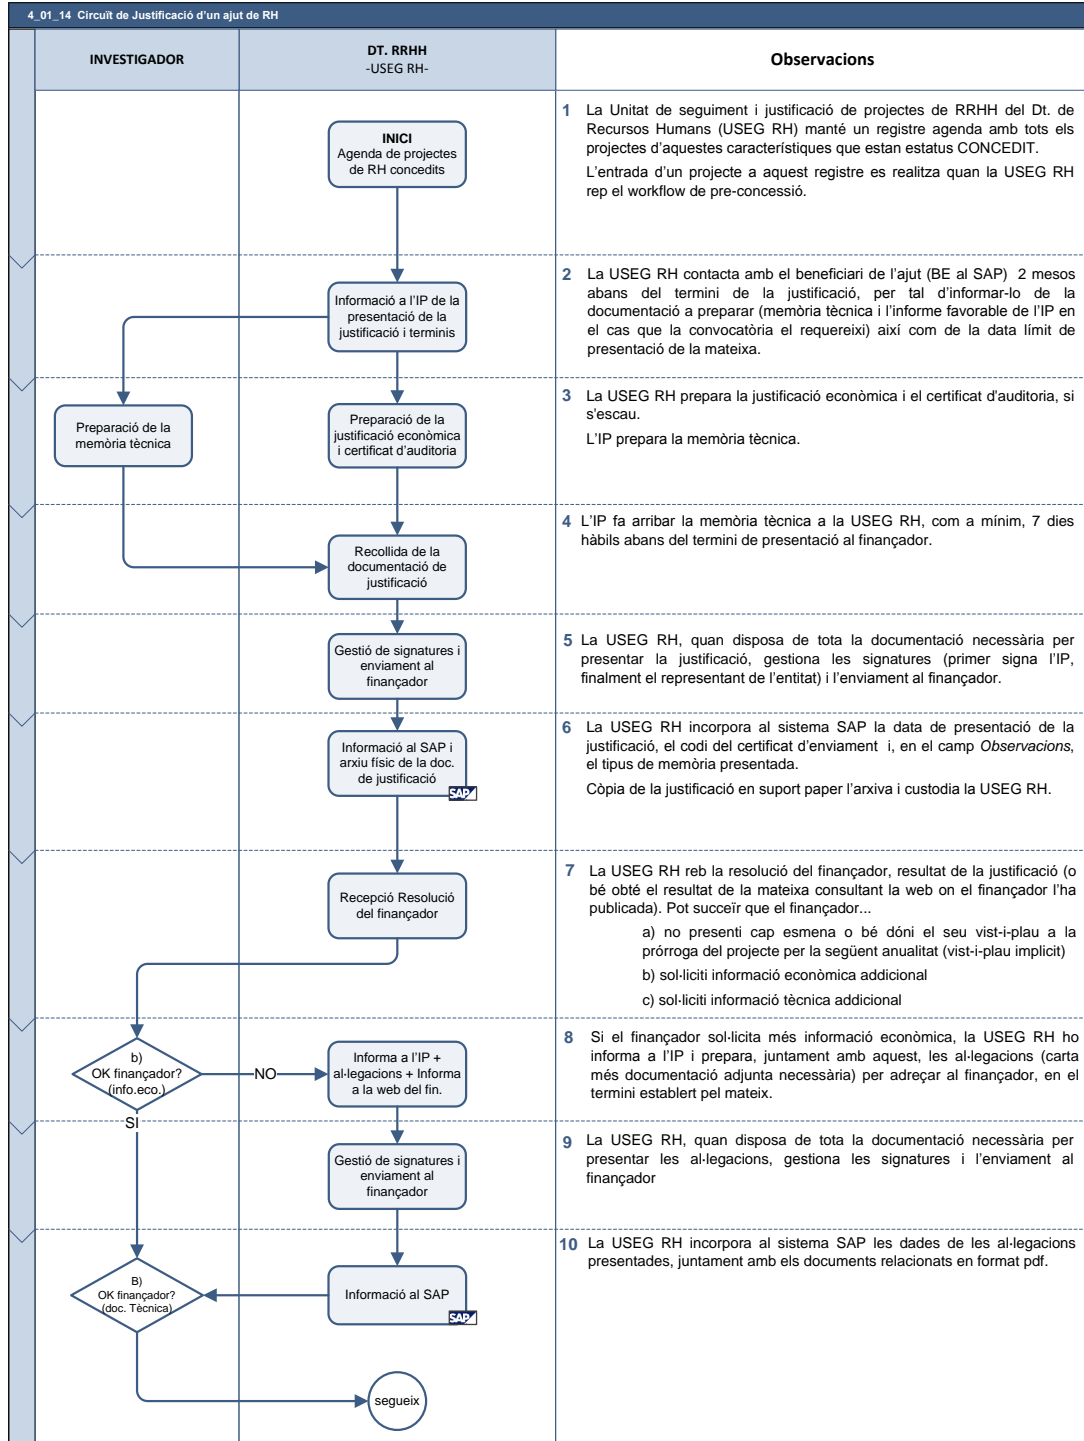 4_01_14 Circuït de Justificació d'un ajut de RH
INVESTIGADOR
DT. RRHH
-USEG RH-
Observacions
INICI
Agenda de projectes
de RH concedits
1 La Unitat de seguiment i justificació de projectes de RRHH del Dt. de
Recursos Humans (USEG RH) manté un registre agenda amb tots els
projectes d'aquestes característiques que estan estatus CONCEDIT.
L'entrada d'un projecte a aquest registre es realitza quan la USEG RH
rep el workflow de pre-concessió.
Informació a l'IP de la
presentació de la
justificació i terminis
2 La USEG RH contacta amb el beneficiari de l'ajut (BE al SAP) 2 mesos
abans del termini de la justificació, per tal d'informar-lo de la
documentació a preparar (memòria tècnica i l'informe favorable de l'IP en
el cas que la convocatòria el requereixi) així com de la data límit de
presentació de la mateixa.
Preparació de la
memòria tècnica
Preparació de la
justificació econòmica
i certificat d'auditoria
3 La USEG RH prepara la justificació econòmica i el certificat d'auditoria, si
s'escau.
L'IP prepara la memòria tècnica.
Recollida de la
documentació de
justificació
4 L'IP fa arribar la memòria tècnica a la USEG RH, com a mínim, 7 dies
hàbils abans del termini de presentació al finançador.
Gestió de signatures i
enviament al
finançador
5 La USEG RH, quan disposa de tota la documentació necessària per
presentar la justificació, gestiona les signatures (primer signa l'IP,
finalment el representant de l'entitat) i l'enviament al finançador.
Informació al SAP i
arxiu físic de la doc.
de justificació
SAP
6 La USEG RH incorpora al sistema SAP la data de presentació de la
justificació, el codi del certificat d'enviament i, en el camp Observacions,
el tipus de memòria presentada.
Còpia de la justificació en suport paper l'arxiva i custodia la USEG RH.
Recepció Resolució
del finançador
7 La USEG RH reb la resolució del finançador, resultat de la justificació (o
bé obté el resultat de la mateixa consultant la web on el finançador l'ha
publicada). Pot succeïr que el finançador...
a) no presenti cap esmena o bé dóni el seu vist-i-plau a la
prórroga del projecte per la següent anualitat (vist-i-plau implicit)
b) sol·liciti informació econòmica addicional
c) sol·liciti informació tècnica addicional
b)
OK finançador?
(info.eco.)
NO
SI
Informa a l'IP +
al·legacions + Informa
a la web del fin.
8 Si el finançador sol·licita més informació econòmica, la USEG RH ho
informa a l'IP i prepara, juntament amb aquest, les al·legacions (carta
més documentació adjunta necessària) per adreçar al finançador, en el
termini establert pel mateix.
Gestió de signatures i
enviament al
finançador
9 La USEG RH, quan disposa de tota la documentació necessària per
presentar les al·legacions, gestiona les signatures i l'enviament al
finançador
B)
OK finançador?
(doc. Tècnica)
Informació al SAP
SAP
10 La USEG RH incorpora al sistema SAP les dades de les al·legacions
presentades, juntament amb els documents relacionats en format pdf.
segueix